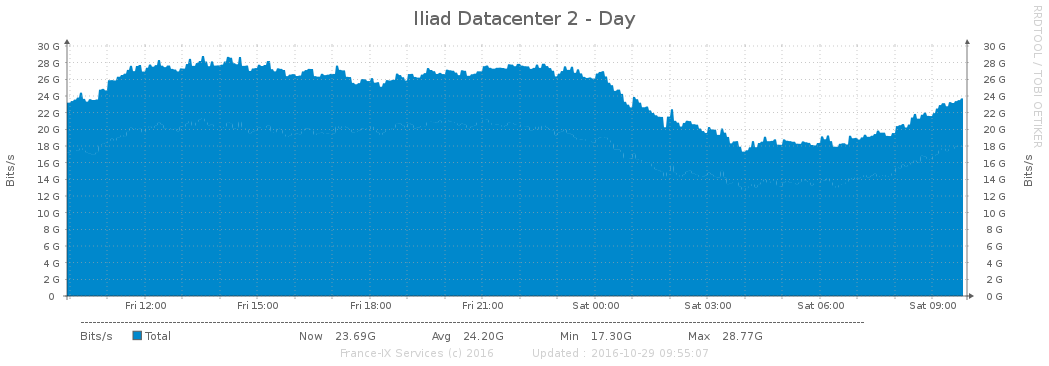 Iliad Datacenter 2 - Day
RRDTOOL / TOBI OETIKER
Bits/s
30 G 30 G
28 G 28 G
26 G 26 G
24 G 24 G
22 G 22 G
20 G 20 G
18 G 18 G
16 G 16 G
14 G 14 G
12 G 12 G
10 G 10 G
8 G 8 G
6 G 6 G
4 G 4 G
2 G 2 G
0 0 G
Bits/s
Fri 12:00 Fri 15:00 Fri 18:00 Fri 21:00 Sat 00:00 Sat 03:00 Sat 06:00 Sat 09:00
Bits/s Total Now 23.69G Avg 24.20G Min 17.30G Max 28.77G
France-IX Services (c) 2016 Updated : 2016-10-29 09:55:07